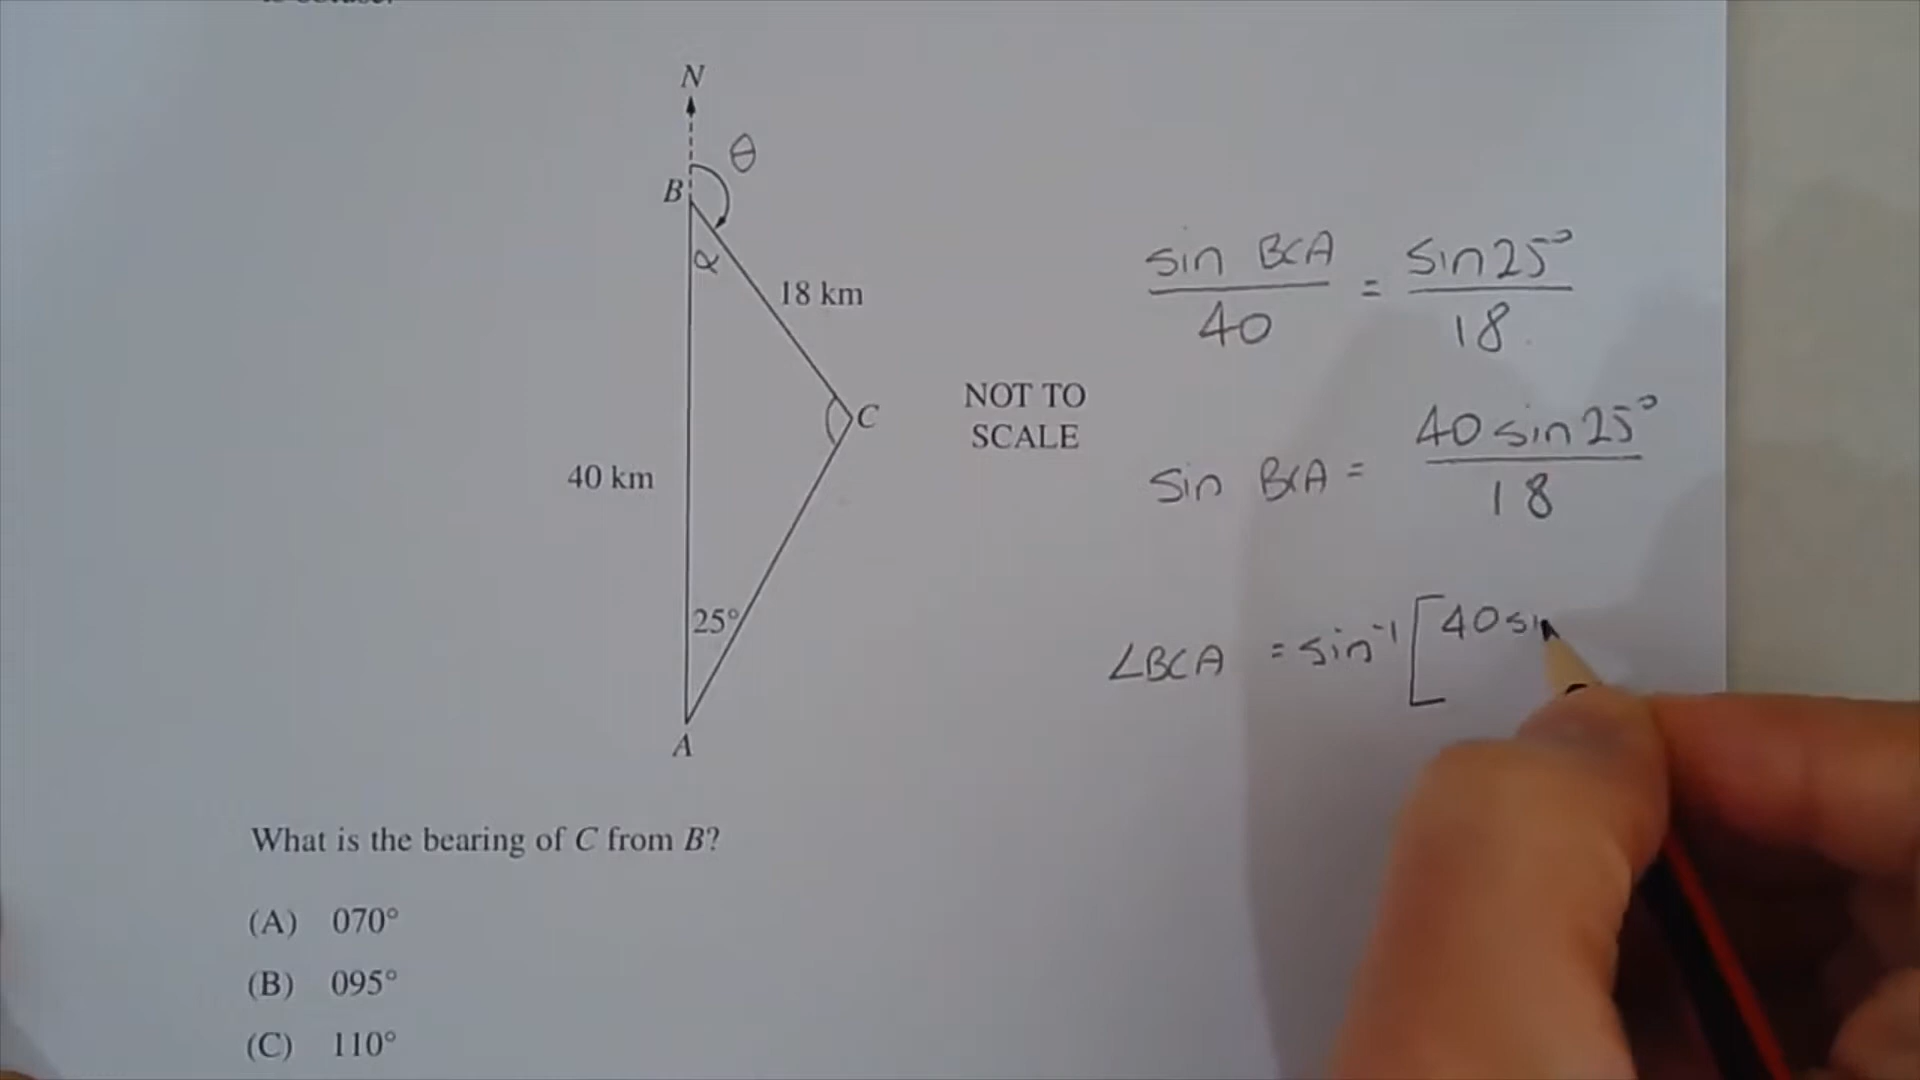 N
θ
B
α
18 km
C
NOT TO
SCALE
40 km
25°
A
sin BCA / 40 = sin 25° / 18
sin BCA = 40 sin 25° / 18
∠BCA = sin⁻¹ [ 40 sin
What is the bearing of C from B?
(A) 070°
(B) 095°
(C) 110°